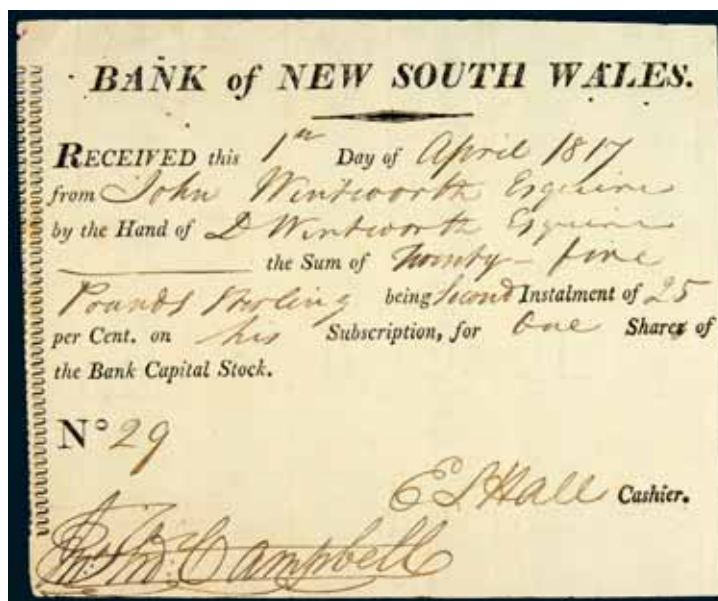 BANK of NEW SOUTH WALES.
RECEIVED this 1st Day of April 1817
from John Wentworth Esquire
by the Hand of D Wentworth Esquire
the Sum of Twenty-five
Pounds Sterling being Second Instalment of 25
per Cent. on his Subscription, for One Shares of
the Bank Capital Stock.
No 29
E S Hall Cashier.
Campbell